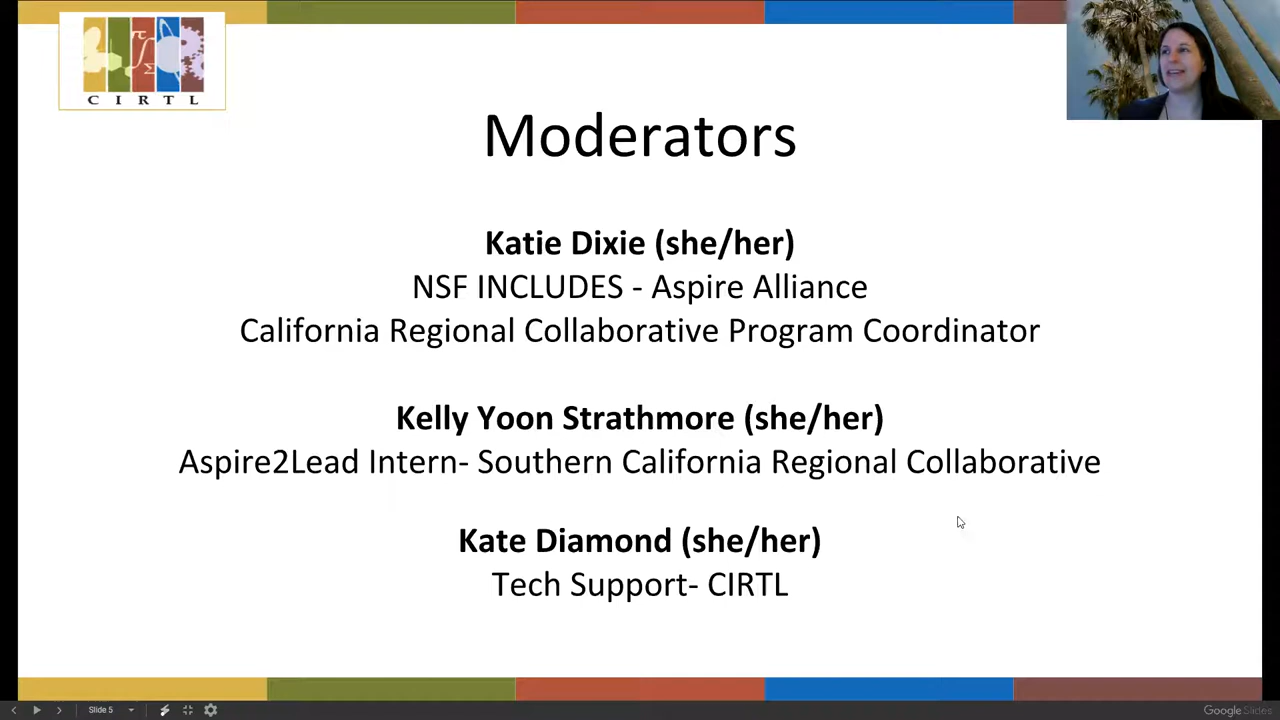 CIRTL
Moderators
Katie Dixie (she/her)
NSF INCLUDES - Aspire Alliance
California Regional Collaborative Program Coordinator
Kelly Yoon Strathmore (she/her)
Aspire2Lead Intern- Southern California Regional Collaborative
Kate Diamond (she/her)
Tech Support- CIRTL
Slide 5
Google Slides